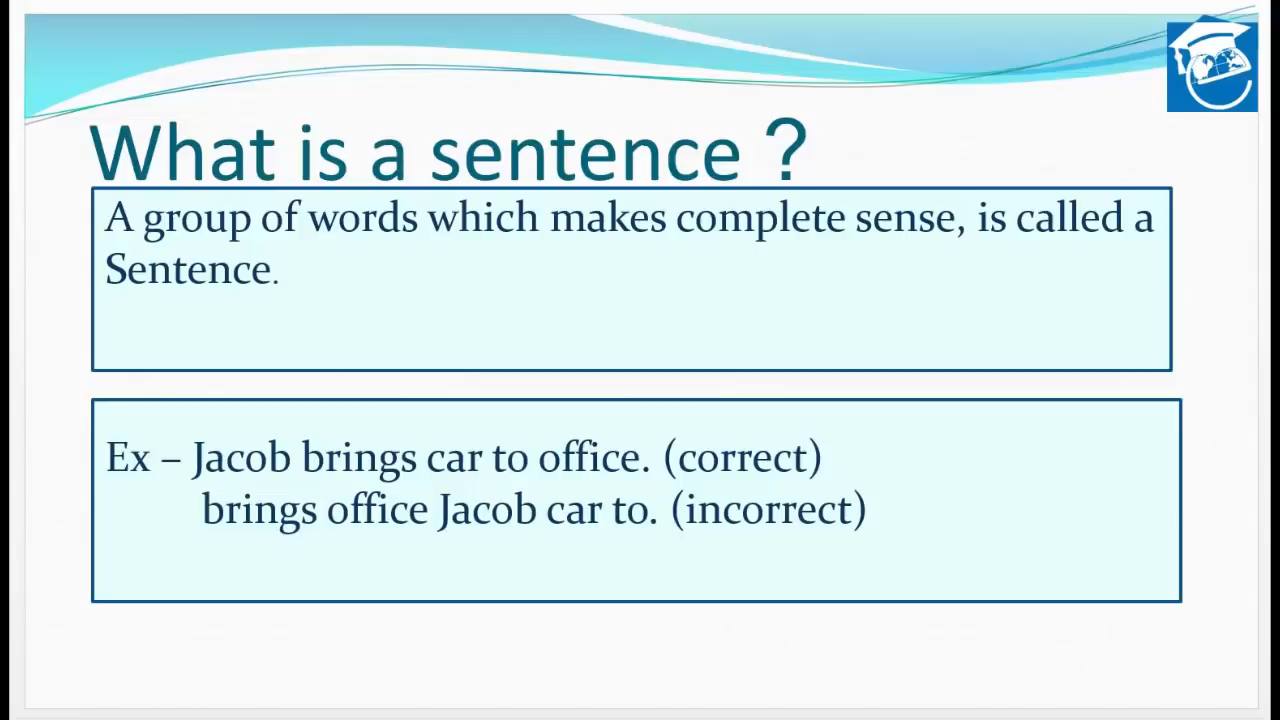 What is a sentence ?
A group of words which makes complete sense, is called a
Sentence.
Ex – Jacob brings car to office. (correct)
brings office Jacob car to. (incorrect)